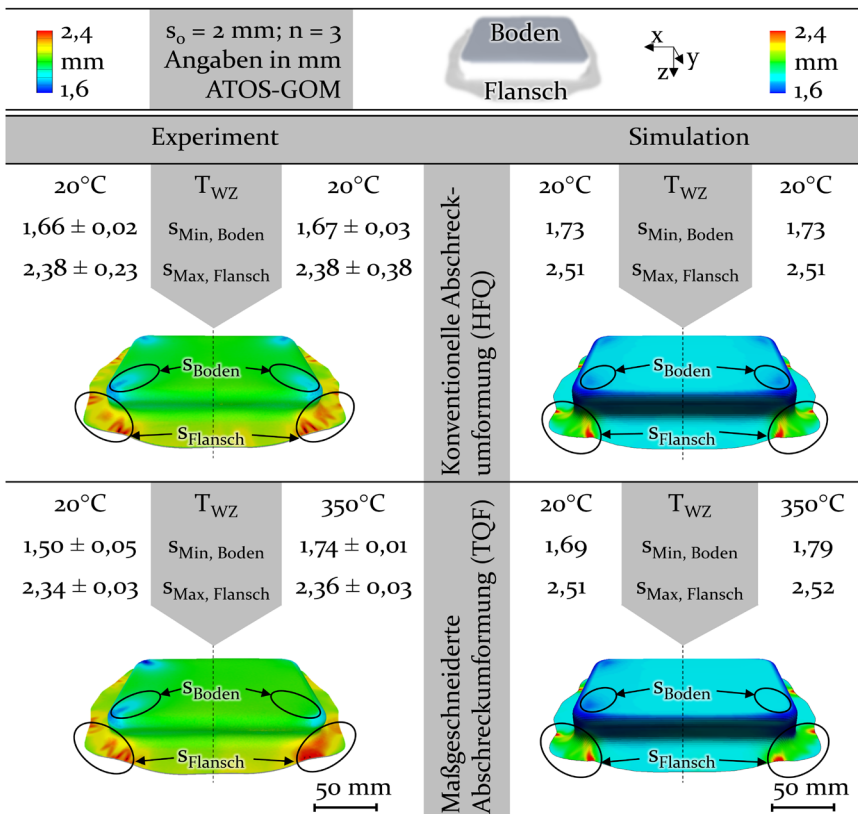 2,4
mm
1,6
s₀ = 2 mm; n = 3
Angaben in mm
ATOS-GOM
Boden
Flansch
x
y
z
2,4
mm
1,6
Experiment
Simulation
20°C T_WZ 20°C
1,66 ± 0,02 s_Min, Boden 1,67 ± 0,03
2,38 ± 0,23 s_Max, Flansch 2,38 ± 0,38
s_Boden
s_Flansch
Konventionelle Abschreck-
umformung (HFQ)
20°C T_WZ 20°C
1,73 s_Min, Boden 1,73
2,51 s_Max, Flansch 2,51
s_Boden
s_Flansch
20°C T_WZ 350°C
1,50 ± 0,05 s_Min, Boden 1,74 ± 0,01
2,34 ± 0,03 s_Max, Flansch 2,36 ± 0,03
s_Boden
s_Flansch
50 mm
Maßgeschneiderte
Abschreckumformung (TQF)
20°C T_WZ 350°C
1,69 s_Min, Boden 1,79
2,51 s_Max, Flansch 2,52
s_Boden
s_Flansch
50 mm